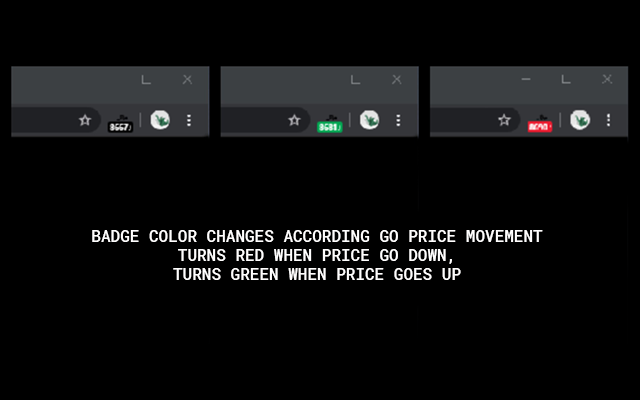 BADGE COLOR CHANGES ACCORDING GO PRICE MOVEMENT
TURNS RED WHEN PRICE GO DOWN,
TURNS GREEN WHEN PRICE GOES UP